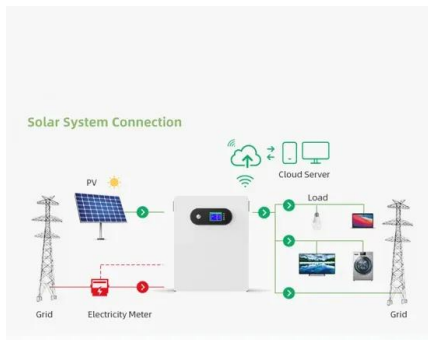 Solar System Connection
Cloud Server
PV
Load
Grid
Electricity Meter
Grid